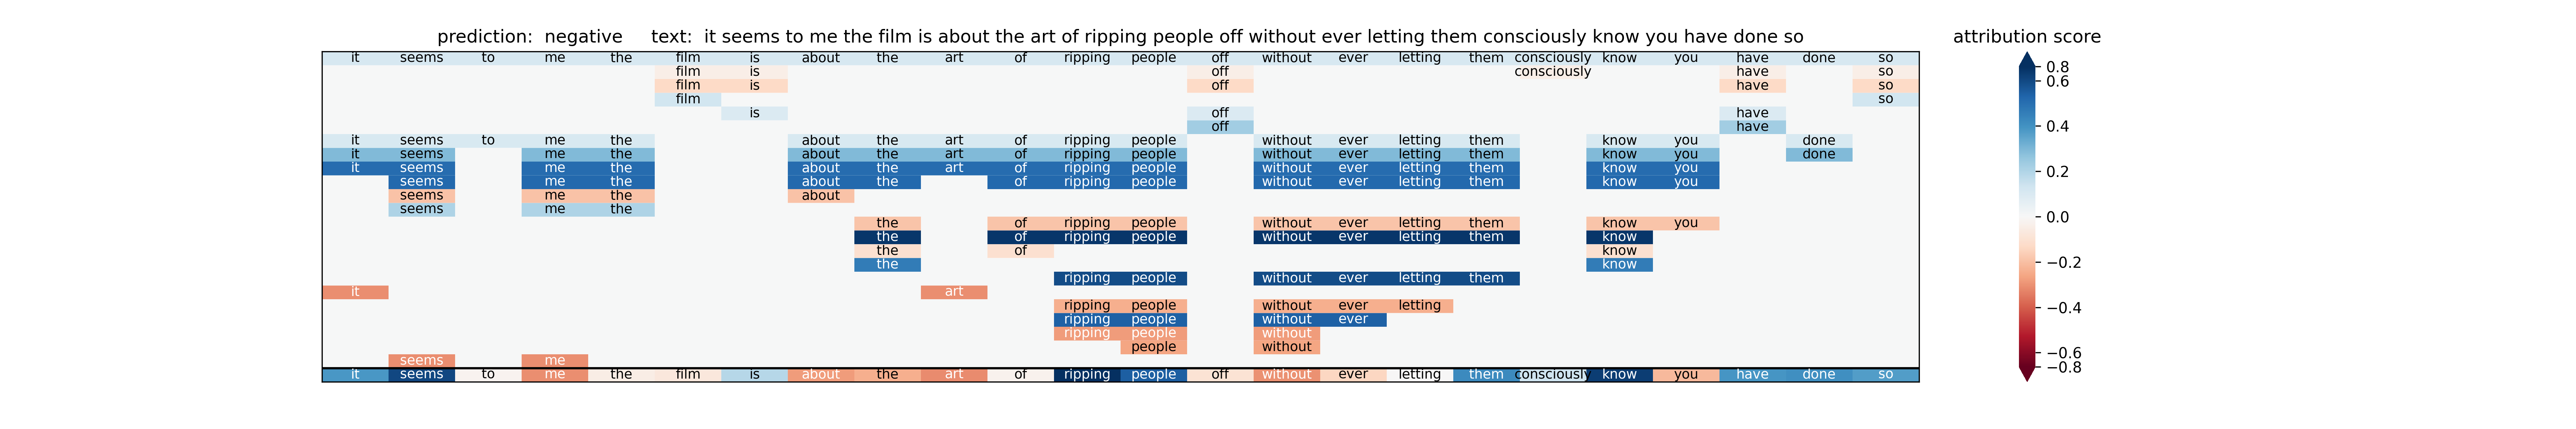 prediction:  negative     text:  it seems to me the film is about the art of ripping people off without ever letting them consciously know you have done so
attribution score
it seems to me the film is about the art of ripping people off without ever letting them consciously know you have done so
film is off consciously have so
film is off have so
film so
is off have
off have
it seems to me the about the art of ripping people without ever letting them know you done
it seems me the about the art of ripping people without ever letting them know you done
it seems me the about the art of ripping people without ever letting them know you
seems me the about the of ripping people without ever letting them know you
seems me the about
seems me the
the of ripping people without ever letting them know you
the of ripping people without ever letting them know
the of know
the know
ripping people without ever letting them
it art
ripping people without ever letting
ripping people without ever
ripping people without
people without
seems me
it seems to me the film is about the art of ripping people off without ever letting them consciously know you have done so
0.8
0.6
0.4
0.2
0.0
−0.2
−0.4
−0.6
−0.8